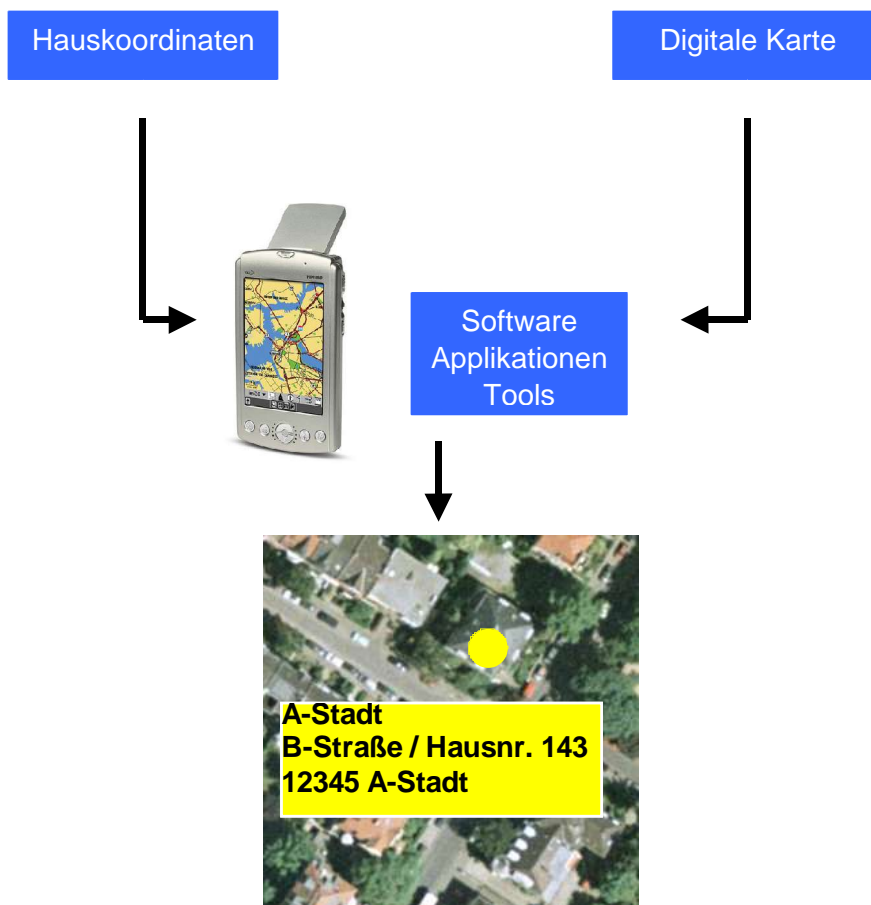 Hauskoordinaten
Digitale Karte
Software
Applikationen
Tools
A-Stadt
B-Straße / Hausnr. 143
12345 A-Stadt